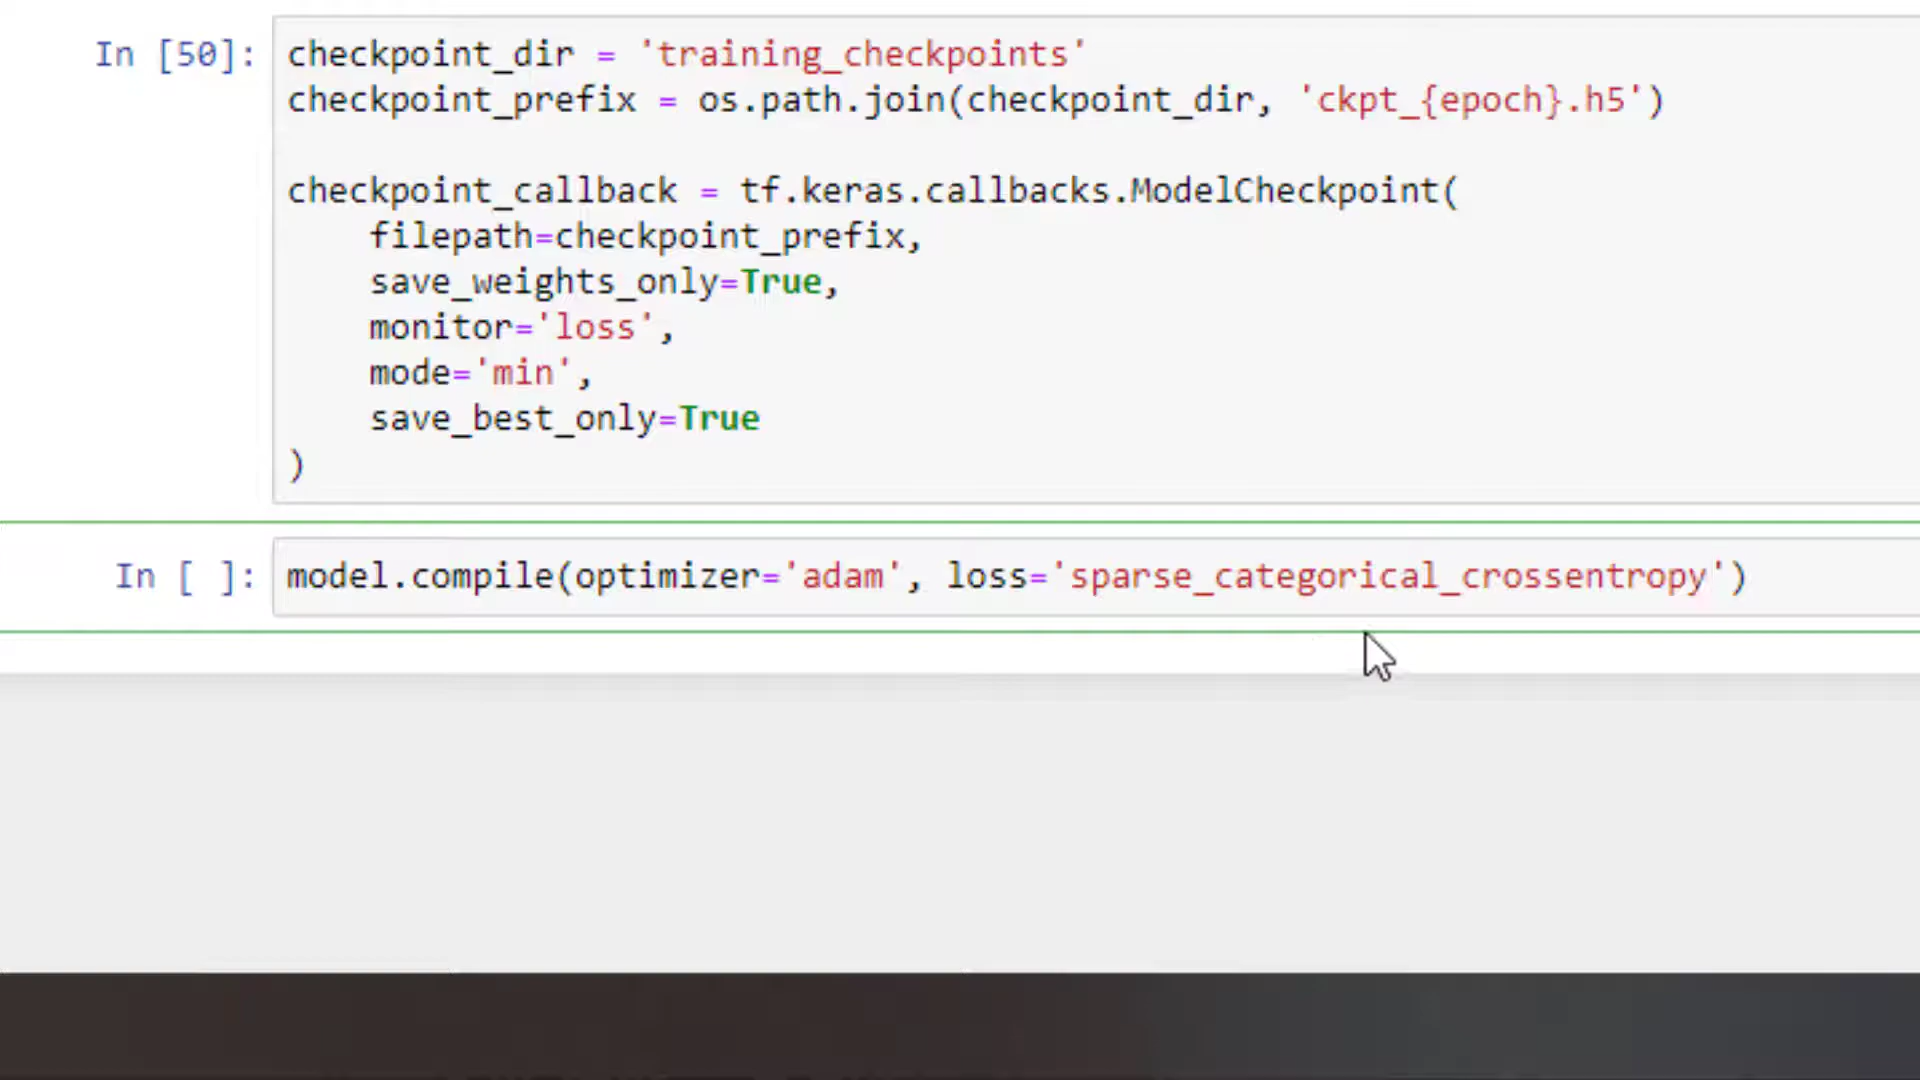 In [50]: checkpoint_dir = 'training_checkpoints'
checkpoint_prefix = os.path.join(checkpoint_dir, 'ckpt_{epoch}.h5')
checkpoint_callback = tf.keras.callbacks.ModelCheckpoint(
    filepath=checkpoint_prefix,
    save_weights_only=True,
    monitor='loss',
    mode='min',
    save_best_only=True
)
In [ ]: model.compile(optimizer='adam', loss='sparse_categorical_crossentropy')